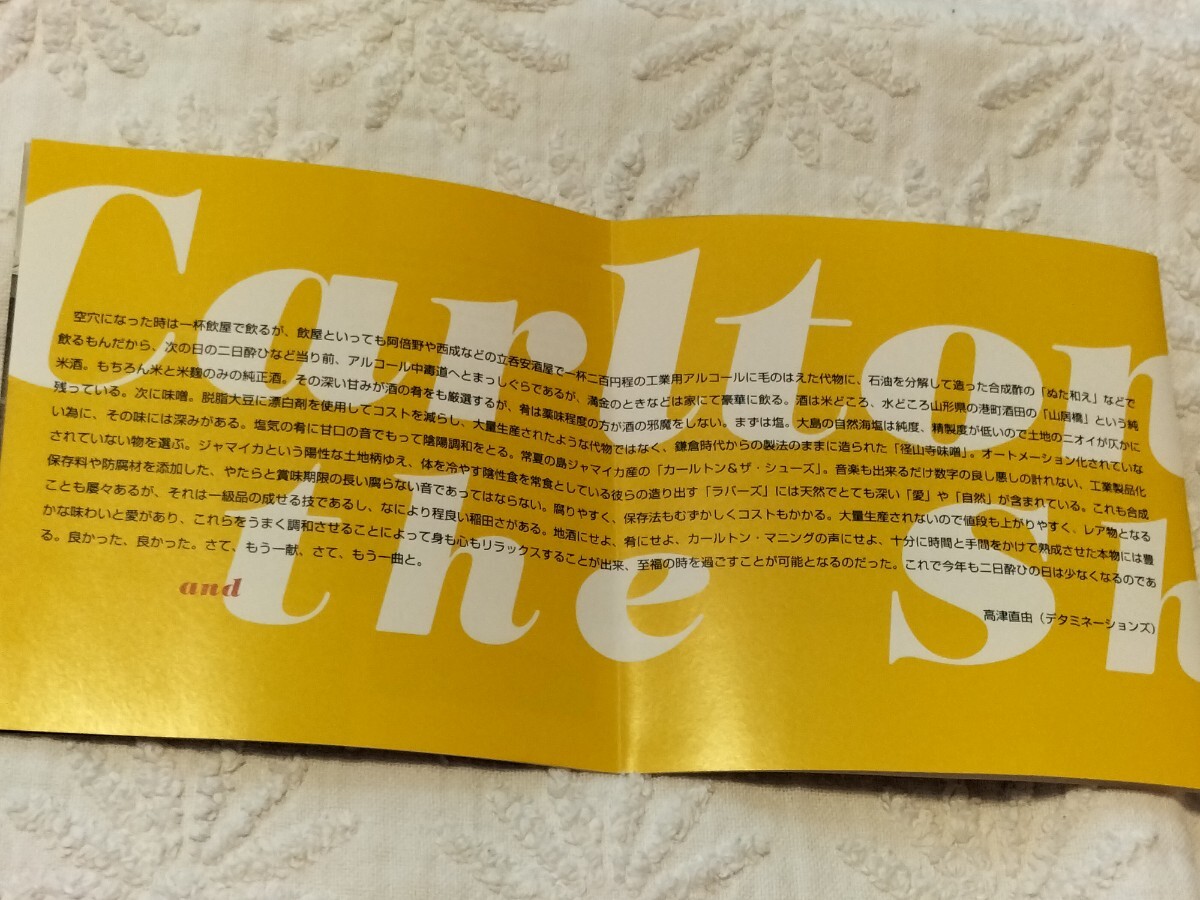 Carlton
and the Sh
空穴になった時は一杯飲屋で飲るが、飲屋といっても阿倍野や西成などの立呑安酒屋で一杯二百円程の工業用アルコールに毛のはえた代物に、石油を分解して造った合成酢の「ぬた和え」などで
飲るもんだから、次の日の二日酔ひなど当り前、アルコール中毒道へとまっしぐらであるが、満金のときなどは家にて豪華に飲る。酒は米どころ、水どころ山形県の港町酒田の「山居橋」という純
米酒。もちろん米と米麹のみの純正酒。その深い甘みが酒の肴をも厳選するが、肴は薬味程度の方が酒の邪魔をしない。まずは塩。大島の自然海塩は純度、精製度が低いので土地のニオイが仄かに
残っている。次に味噌。脱脂大豆に漂白剤を使用してコストを減らし、大量生産されたような代物ではなく、鎌倉時代からの製法のままに造られた「径山寺味噌」。オートメーション化されていな
い為に、その味には深みがある。塩気の肴に甘口の音でもって陰陽調和をとる。常夏の島ジャマイカ産の「カールトン&ザ・シューズ」。音楽も出来るだけ数字の良し悪しの計れない、工業製品化
されていない物を選ぶ。ジャマイカという陽性な土地柄ゆえ、体を冷やす陰性食を常食としている彼らの造り出す「ラバーズ」には天然でとても深い「愛」や「自然」が含まれている。これも合成
保存料や防腐材を添加した、やたらと賞味期限の長い腐らない音であってはならない。腐りやすく、保存法もむずかしくコストもかかる。大量生産されないので値段も上がりやすく、レア物となる
ことも屡々あるが、それは一級品の成せる技であるし、なにより程良い稲田さがある。地酒にせよ、肴にせよ、カールトン・マニングの声にせよ、十分に時間と手間をかけて熟成させた本物には豊
かな味わいと愛があり、これらをうまく調和させることによって身も心もリラックスすることが出来、至福の時を過ごすことが可能となるのだった。これで今年も二日酔ひの日は少なくなるのであ
る。良かった、良かった。さて、もう一献、さて、もう一曲と。
高津直由（デタミネーションズ）